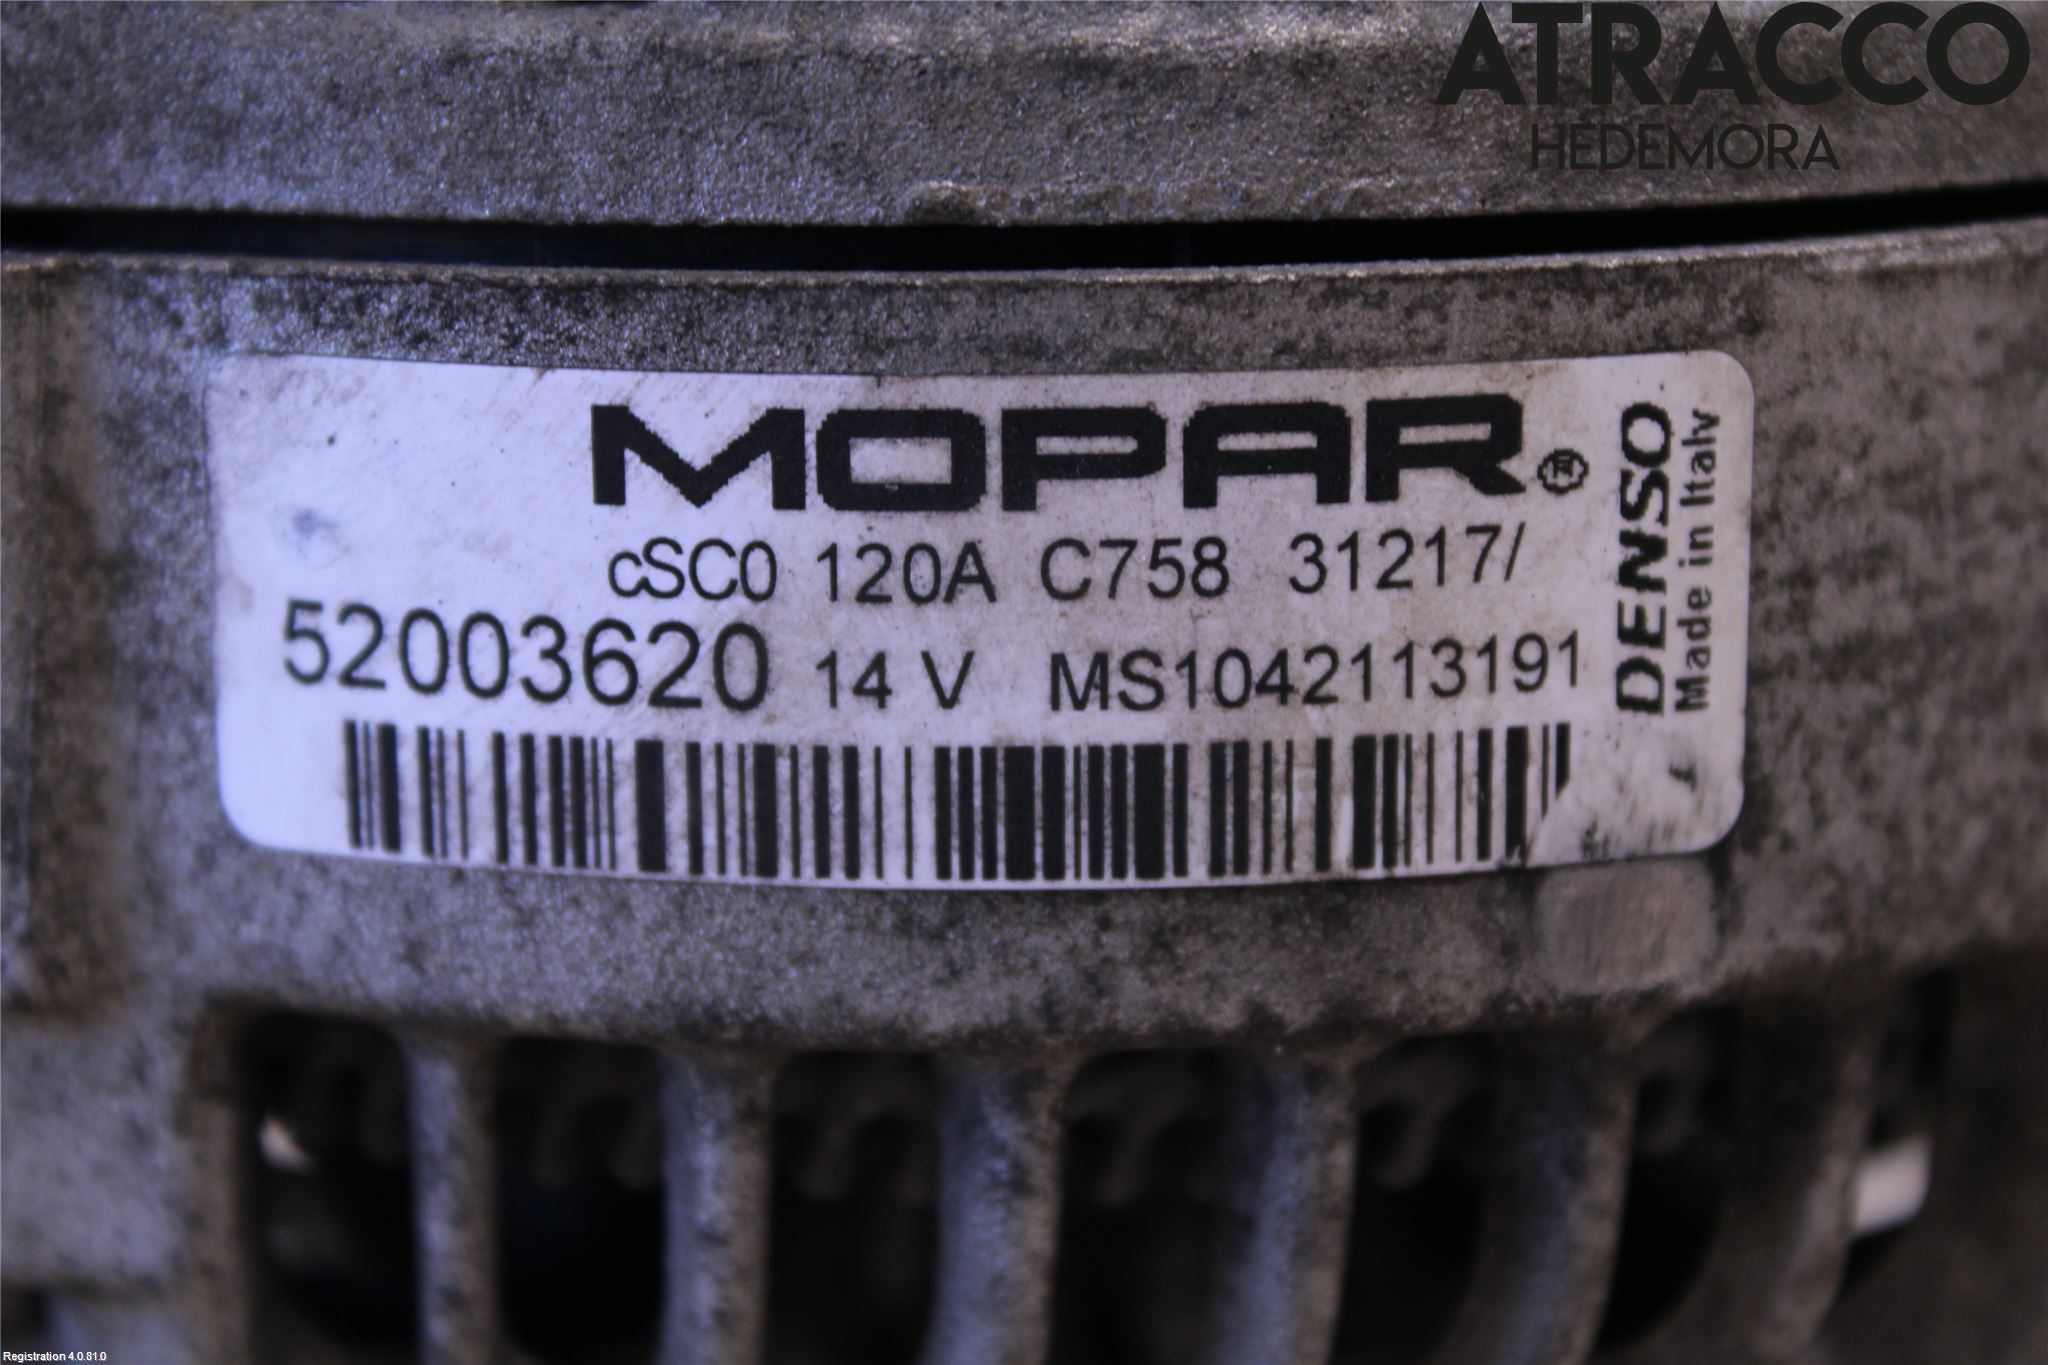 ATRACCO
HEDEMORA
MOPAR®
cSC0 120A C758 31217/
52003620 14 V MS1042113191
DENSO
Made in Italy
Registration 4.0.81.0